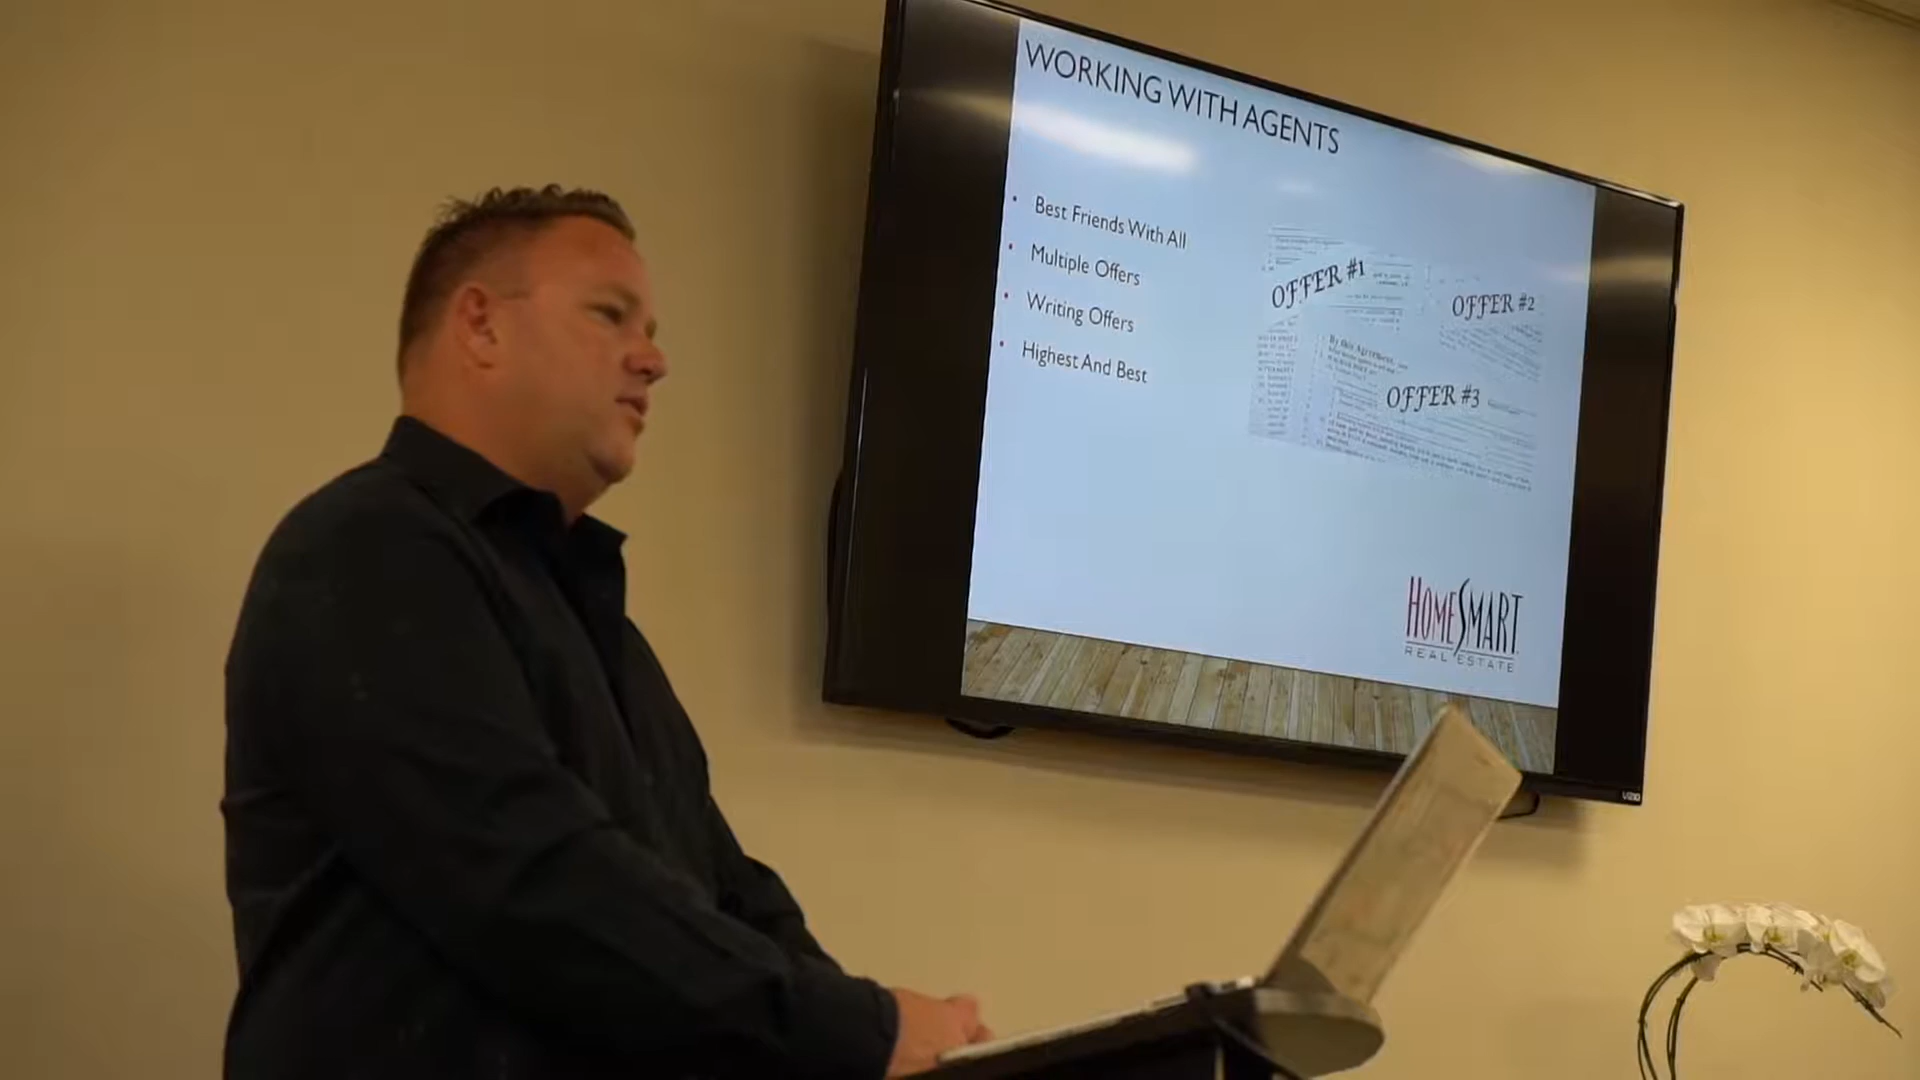 WORKING WITH AGENTS
• Best Friends With All
• Multiple Offers
• Writing Offers
• Highest And Best
OFFER #1
OFFER #2
By this Agreement,
OFFER #3
HOMESMART
REAL ESTATE
VIZIO